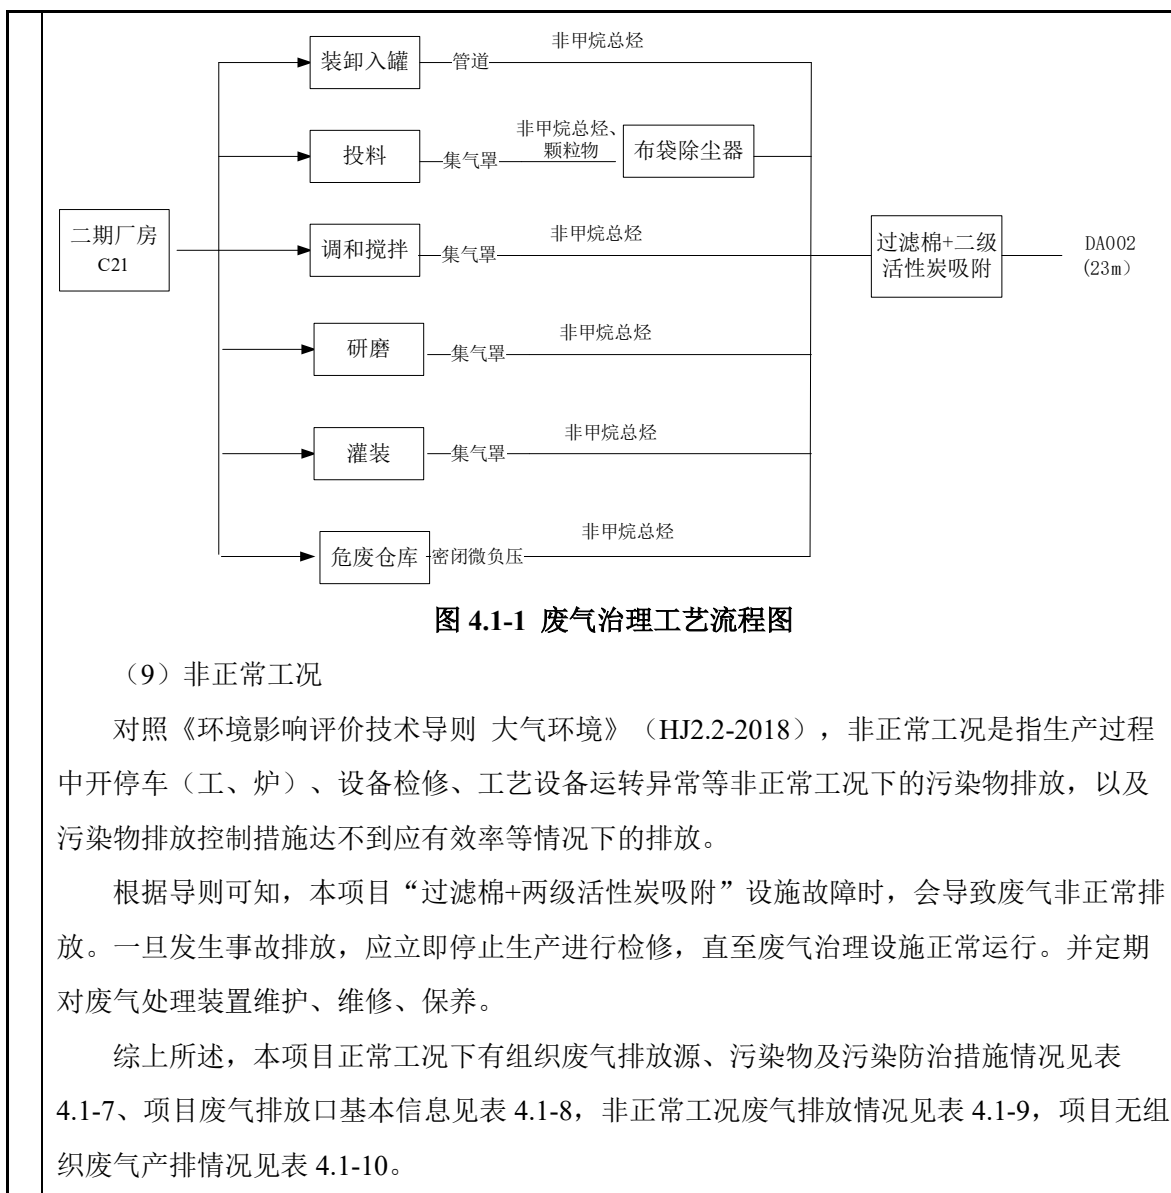 非甲烷总烃
装卸入罐
管道
非甲烷总烃、
颗粒物
投料
集气罩
布袋除尘器
二期厂房
C21
非甲烷总烃
调和搅拌
集气罩
过滤棉+二级
活性炭吸附
DA002
(23m）
非甲烷总烃
研磨
集气罩
非甲烷总烃
灌装
集气罩
非甲烷总烃
危废仓库
密闭微负压
图 4.1-1 废气治理工艺流程图
（9）非正常工况
对照《环境影响评价技术导则 大气环境》（HJ2.2-2018），非正常工况是指生产过程
中开停车（工、炉）、设备检修、工艺设备运转异常等非正常工况下的污染物排放，以及
污染物排放控制措施达不到应有效率等情况下的排放。
根据导则可知，本项目“过滤棉+两级活性炭吸附”设施故障时，会导致废气非正常排
放。一旦发生事故排放，应立即停止生产进行检修，直至废气治理设施正常运行。并定期
对废气处理装置维护、维修、保养。
综上所述，本项目正常工况下有组织废气排放源、污染物及污染防治措施情况见表
4.1-7、项目废气排放口基本信息见表 4.1-8，非正常工况废气排放情况见表 4.1-9，项目无组
织废气产排情况见表 4.1-10。